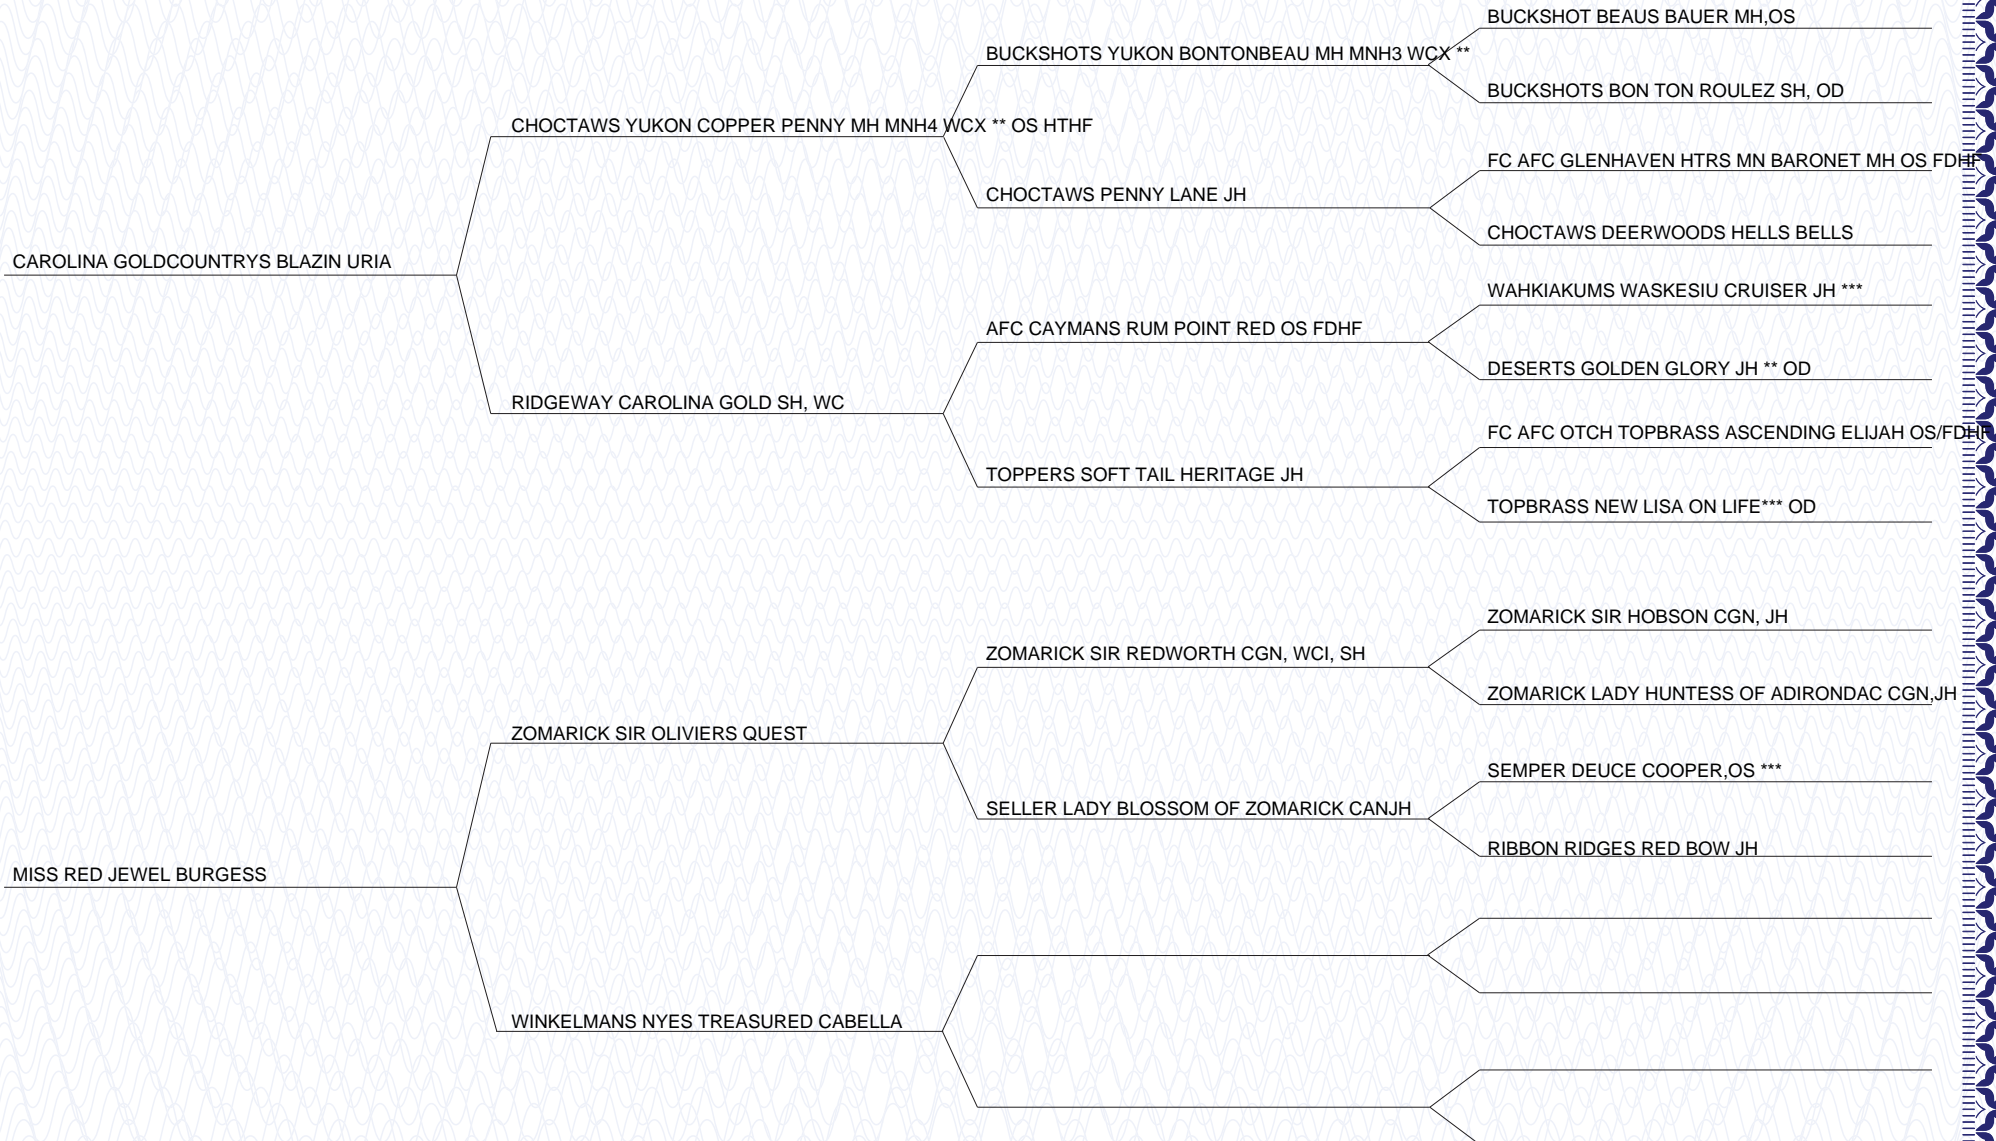 BUCKSHOT BEAUS BAUER MH,OS
BUCKSHOTS YUKON BONTONBEAU MH MNH3 WCX **
BUCKSHOTS BON TON ROULEZ SH, OD
CHOCTAWS YUKON COPPER PENNY MH MNH4 WCX ** OS HTHF
FC AFC GLENHAVEN HTRS MN BARONET MH OS FDHF
CHOCTAWS PENNY LANE JH
CHOCTAWS DEERWOODS HELLS BELLS
CAROLINA GOLDCOUNTRYS BLAZIN URIA
WAHKIAKUMS WASKESIU CRUISER JH ***
AFC CAYMANS RUM POINT RED OS FDHF
DESERTS GOLDEN GLORY JH ** OD
RIDGEWAY CAROLINA GOLD SH, WC
FC AFC OTCH TOPBRASS ASCENDING ELIJAH OS/FDHF
TOPPERS SOFT TAIL HERITAGE JH
TOPBRASS NEW LISA ON LIFE*** OD
ZOMARICK SIR HOBSON CGN, JH
ZOMARICK SIR REDWORTH CGN, WCI, SH
ZOMARICK LADY HUNTESS OF ADIRONDAC CGN,JH
ZOMARICK SIR OLIVIERS QUEST
SEMPER DEUCE COOPER,OS ***
SELLER LADY BLOSSOM OF ZOMARICK CANJH
RIBBON RIDGES RED BOW JH
MISS RED JEWEL BURGESS
WINKELMANS NYES TREASURED CABELLA